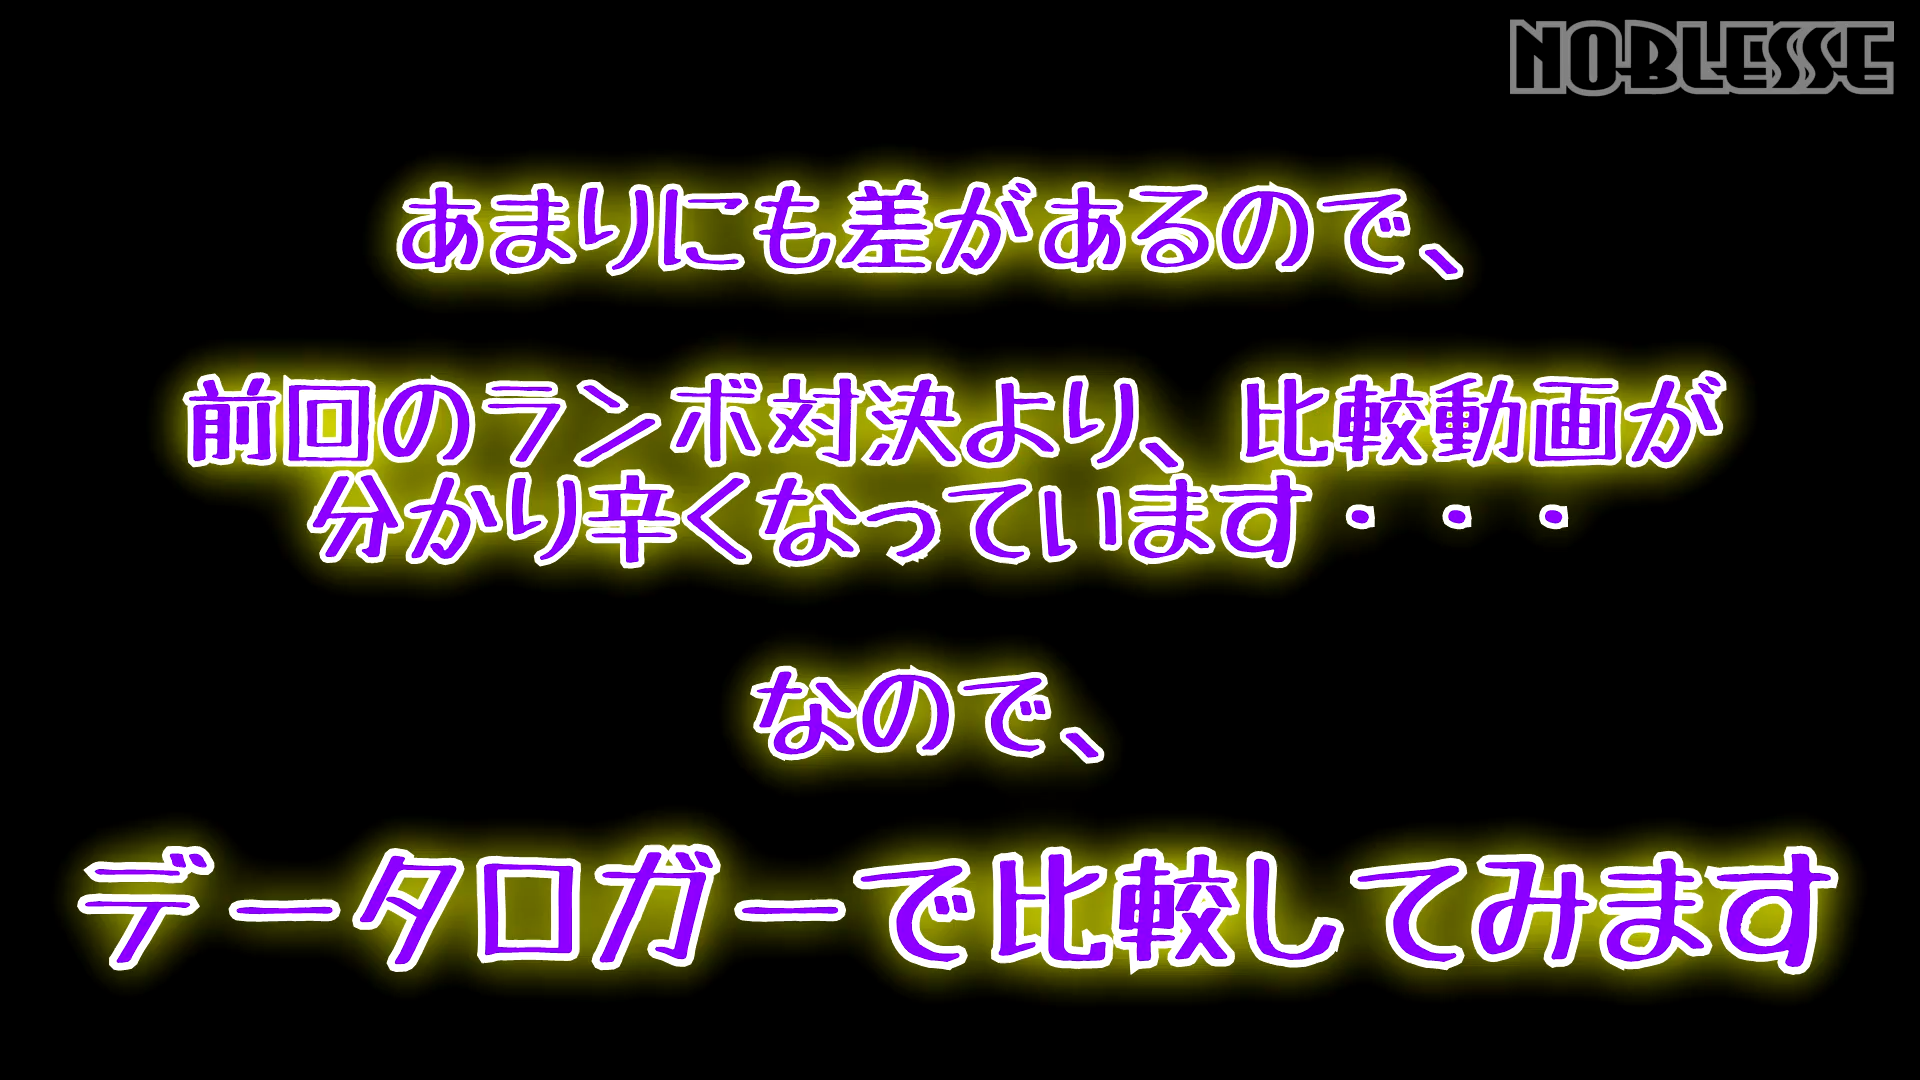 NOBLESSE
あまりにも差があるので、
前回のランボ対決より、比較動画が
分かり辛くなっています・・・
なので、
データロガーで比較してみます